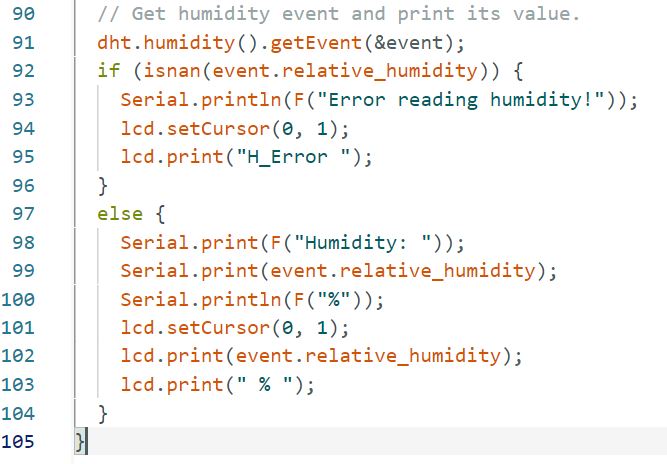 90 // Get humidity event and print its value.
91 dht.humidity().getEvent(&event);
92 if (isnan(event.relative_humidity)) {
93 Serial.println(F("Error reading humidity!"));
94 lcd.setCursor(0, 1);
95 lcd.print("H_Error ");
96 }
97 else {
98 Serial.print(F("Humidity: "));
99 Serial.print(event.relative_humidity);
100 Serial.println(F("%"));
101 lcd.setCursor(0, 1);
102 lcd.print(event.relative_humidity);
103 lcd.print(" % ");
104 }
105 }